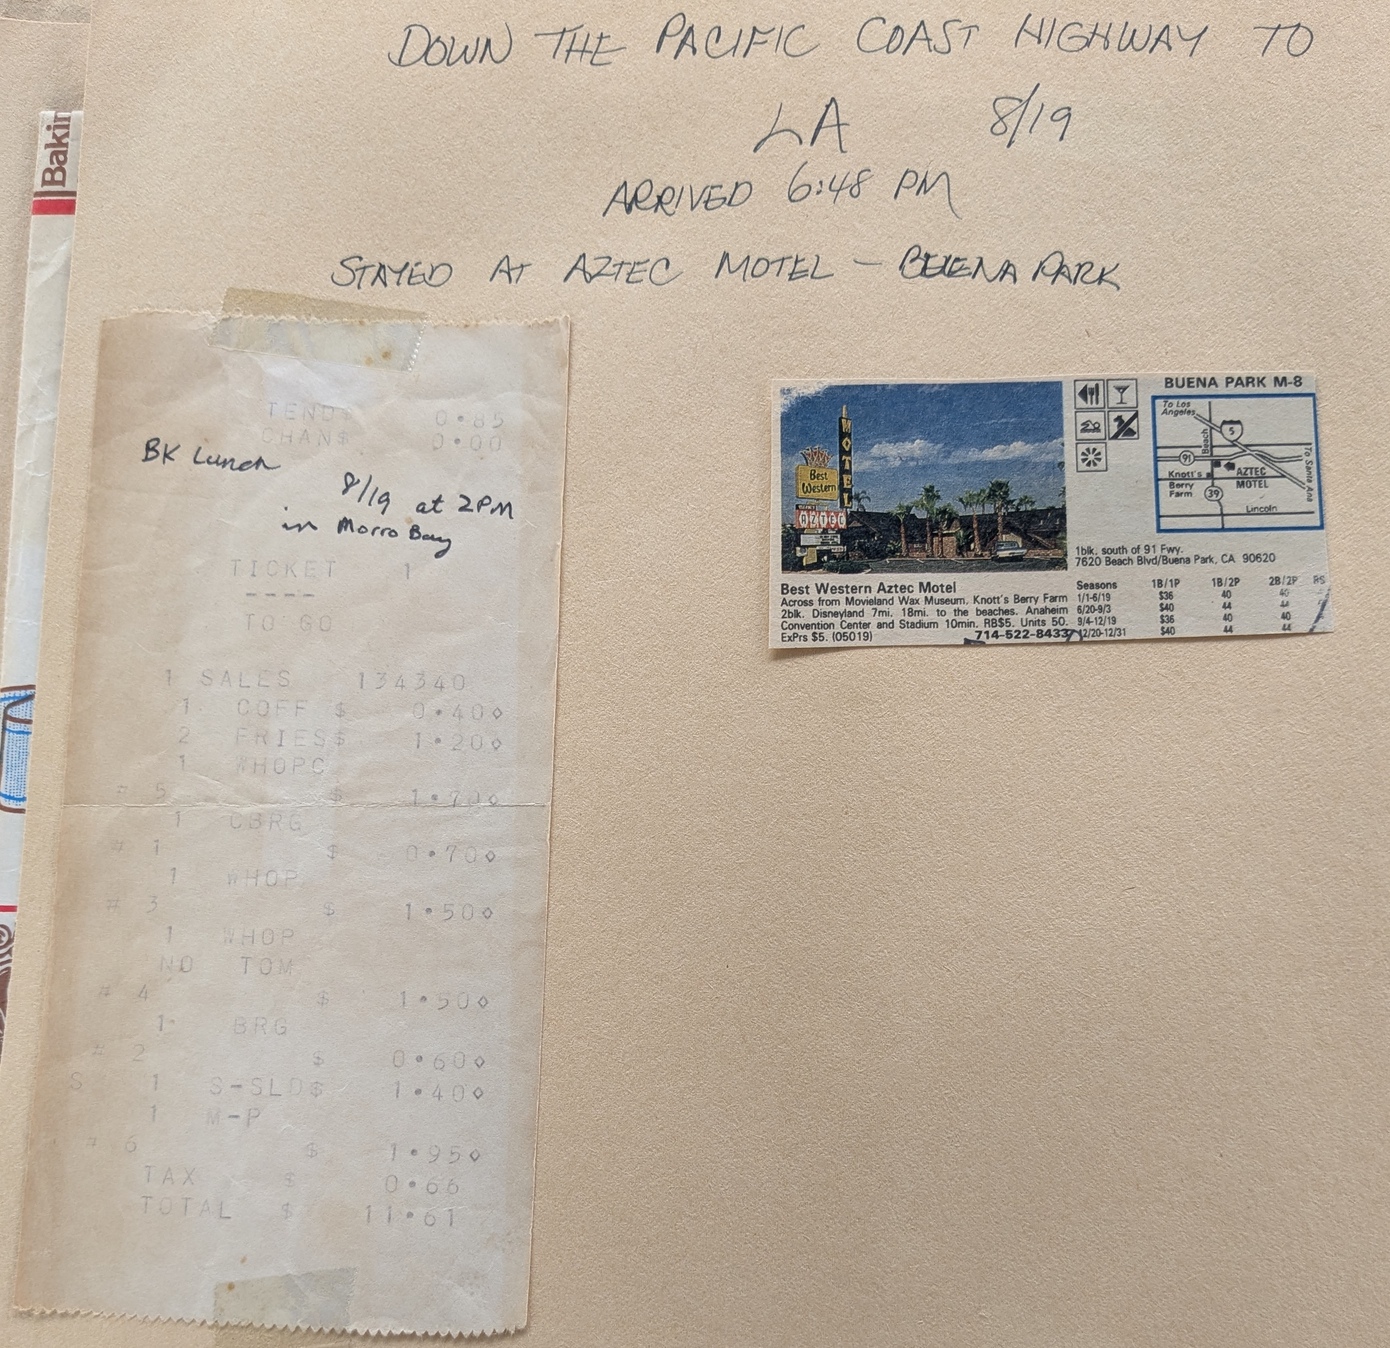 DOWN THE PACIFIC COAST HIGHWAY TO
LA 8/19
ARRIVED 6:48 PM
STAYED AT AZTEC MOTEL – BUENA PARK
Bakin
TEND$ 0.85
CHAN$ 0.00
BK Lunch
8/19 at 2PM
in Morro Bay
TICKET 1
----
TO GO
1 SALES 134340
1 COFF $ 0.40◊
2 FRIES$ 1.20◊
1 WHOPC
# 5 $ 1.70◊
1 CBRG
# 1 $ 0.70◊
1 WHOP
# 3 $ 1.50◊
1 WHOP
NO TOM
# 4 $ 1.50◊
1 BRG
# 2 $ 0.60◊
S 1 S-SLD$ 1.40◊
1 M-P
# 6 $ 1.95◊
TAX $ 0.66
TOTAL $ 11.61
MOTEL
Best
Western
AZTEC
BUENA PARK M-8
To Los
Angeles
Beach
5
91
To Santa Ana
Knott's
Berry
Farm
AZTEC
MOTEL
39
Lincoln
1blk. south of 91 Fwy.
7620 Beach Blvd/Buena Park, CA 90620
Best Western Aztec Motel
Across from Movieland Wax Museum, Knott's Berry Farm
2blk. Disneyland 7mi. 18mi. to the beaches. Anaheim
Convention Center and Stadium 10min. RB$5. Units 50.
ExPrs $5. (05019) 714-522-8433
Seasons 1B/1P 1B/2P 2B/2P RS
1/1-6/19 $36 40 40
6/20-9/3 $40 44 44
9/4-12/19 $36 40 40
12/20-12/31 $40 44 44